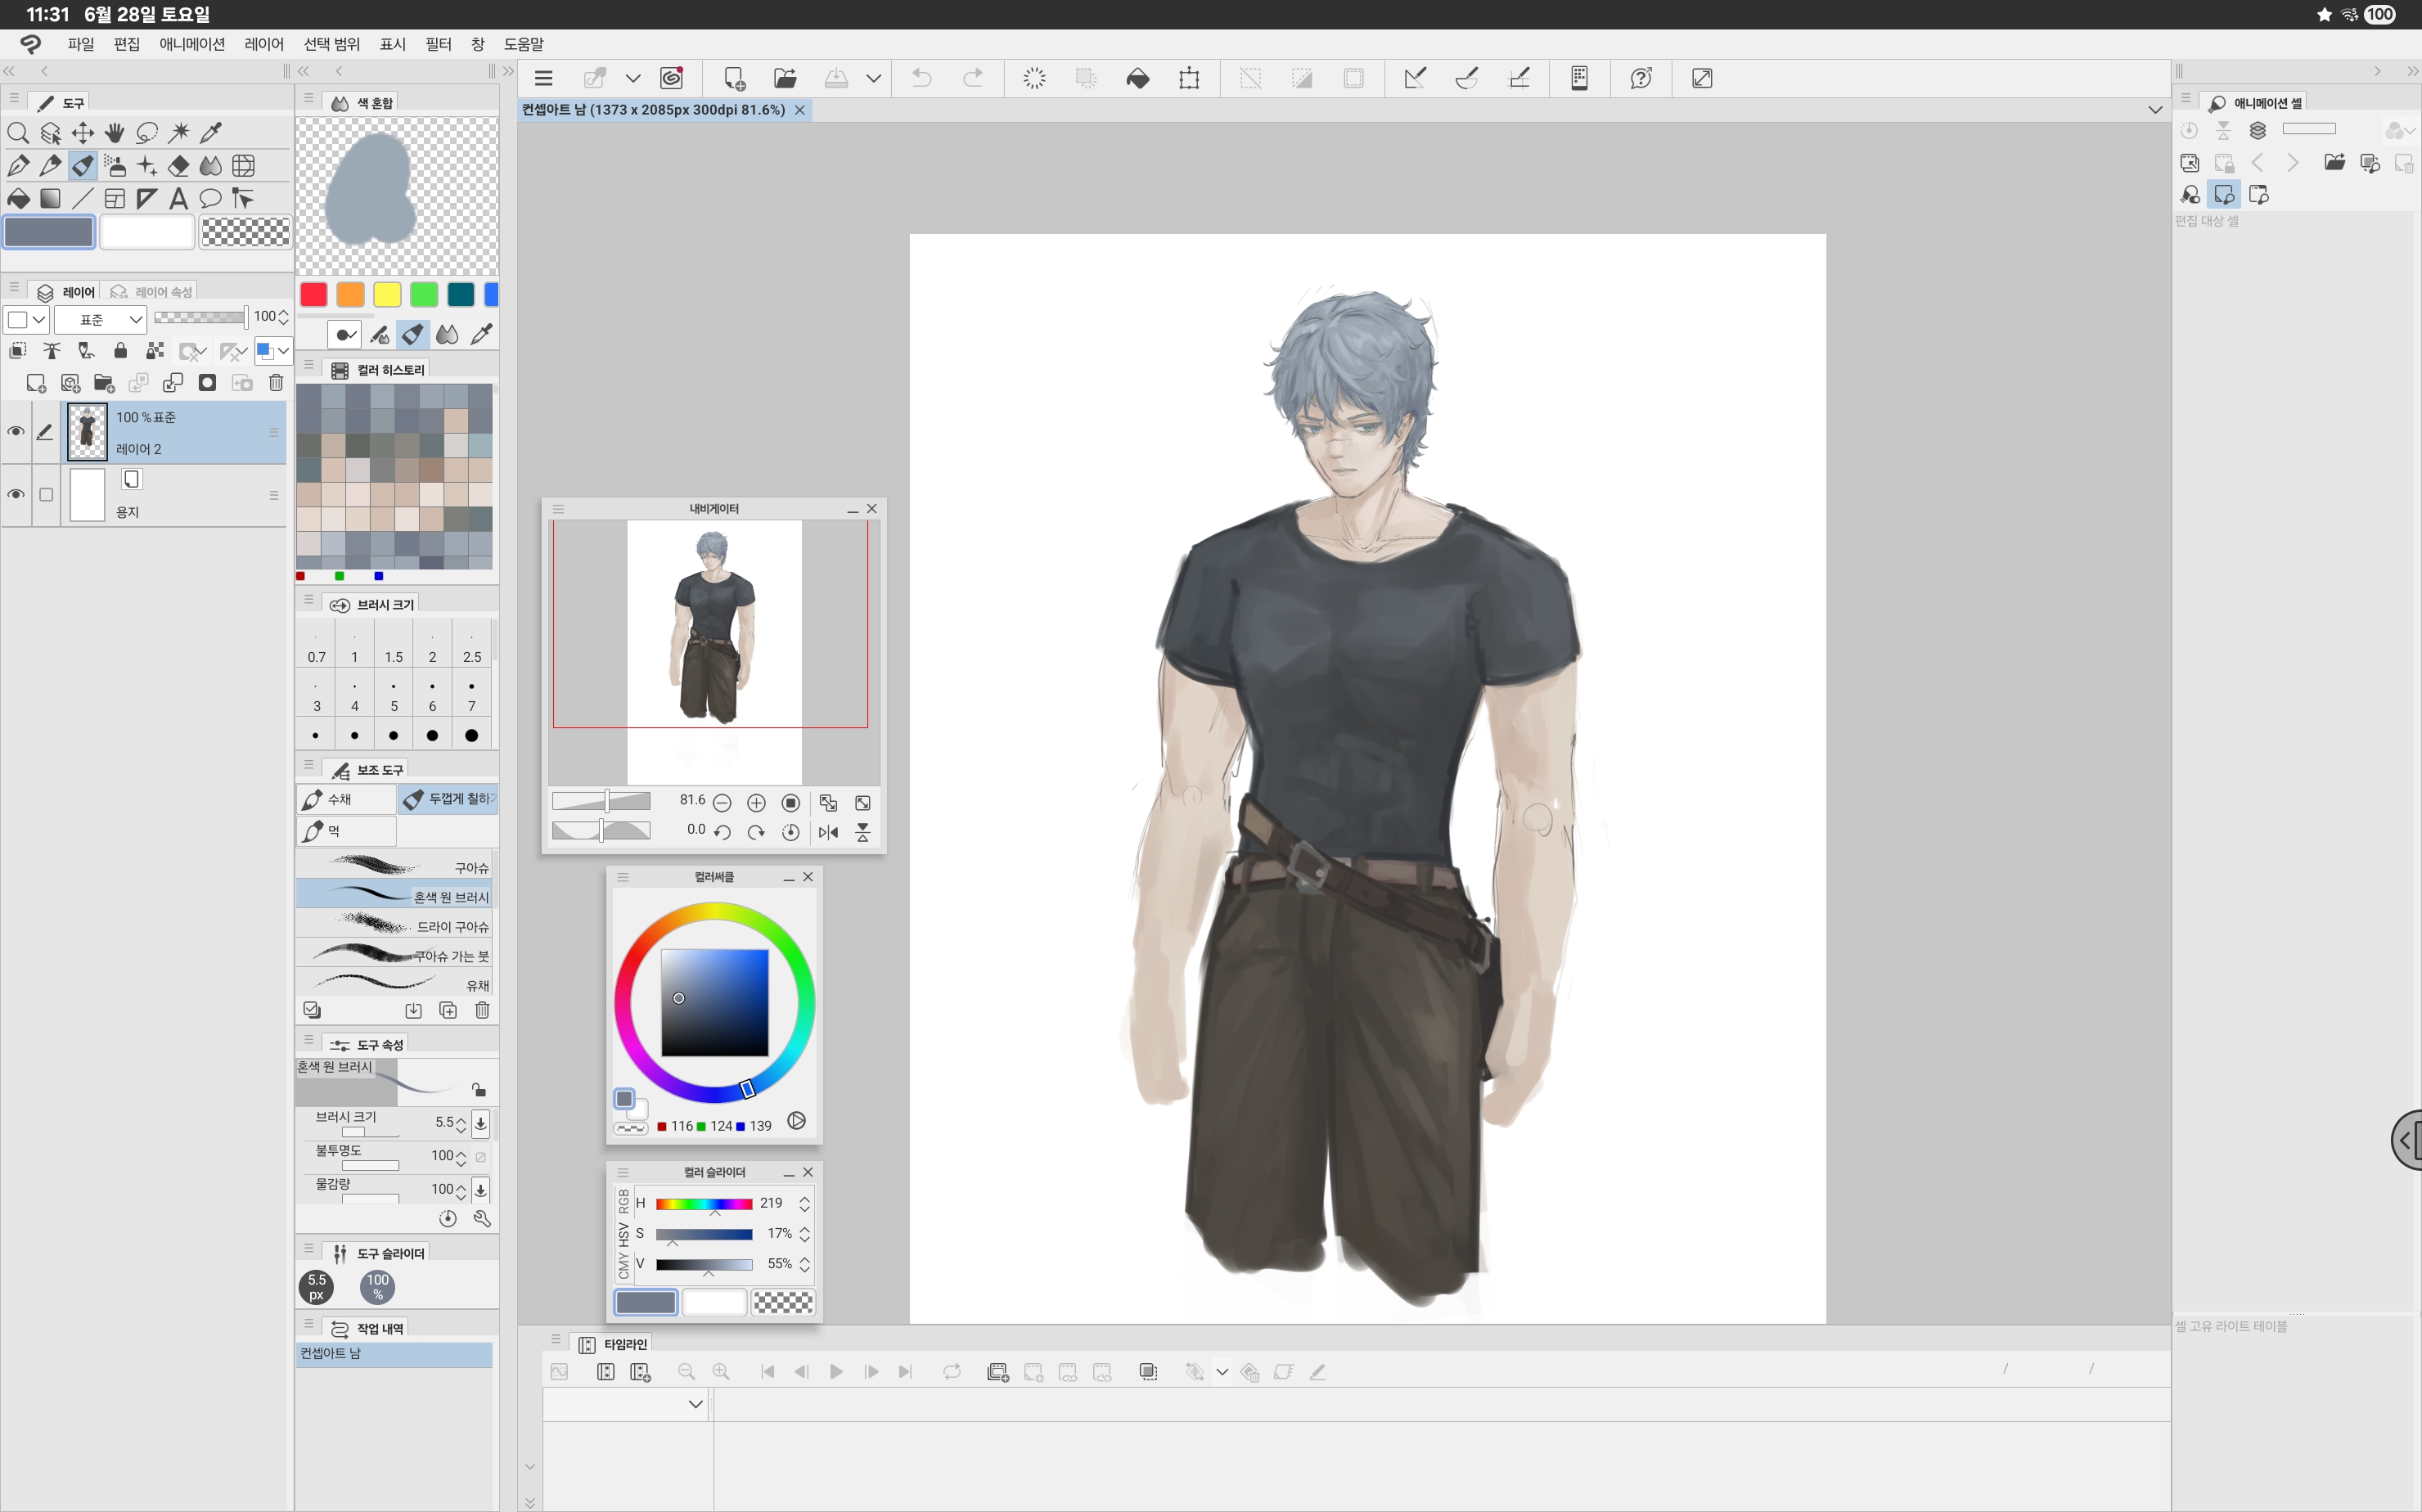 11:31 6월 28일 토요일
100
파일 편집 애니메이션 레이어 선택 범위 표시 필터 창 도움말
도구
색 혼합
컨셉아트 남 (1373 x 2085px 300dpi 81.6%)
애니메이션 셀
편집 대상 셀
레이어 레이어 속성
표준 100
100 %표준
레이어 2
용지
컬러 히스토리
브러시 크기
0.7 1 1.5 2 2.5
3 4 5 6 7
보조 도구
수채 두껍게 칠하기
먹
구아슈
혼색 원 브러시
드라이 구아슈
구아슈 가는 붓
유채
도구 속성
혼색 원 브러시
브러시 크기 5.5
불투명도 100
물감량 100
도구 슬라이더
5.5 px
100 %
작업 내역
컨셉아트 남
내비게이터
81.6
0.0
컬러써클
116 124 139
컬러 슬라이더
RGB HSV CMY
H 219
S 17%
V 55%
타임라인
/ /
셀 고유 라이트 테이블